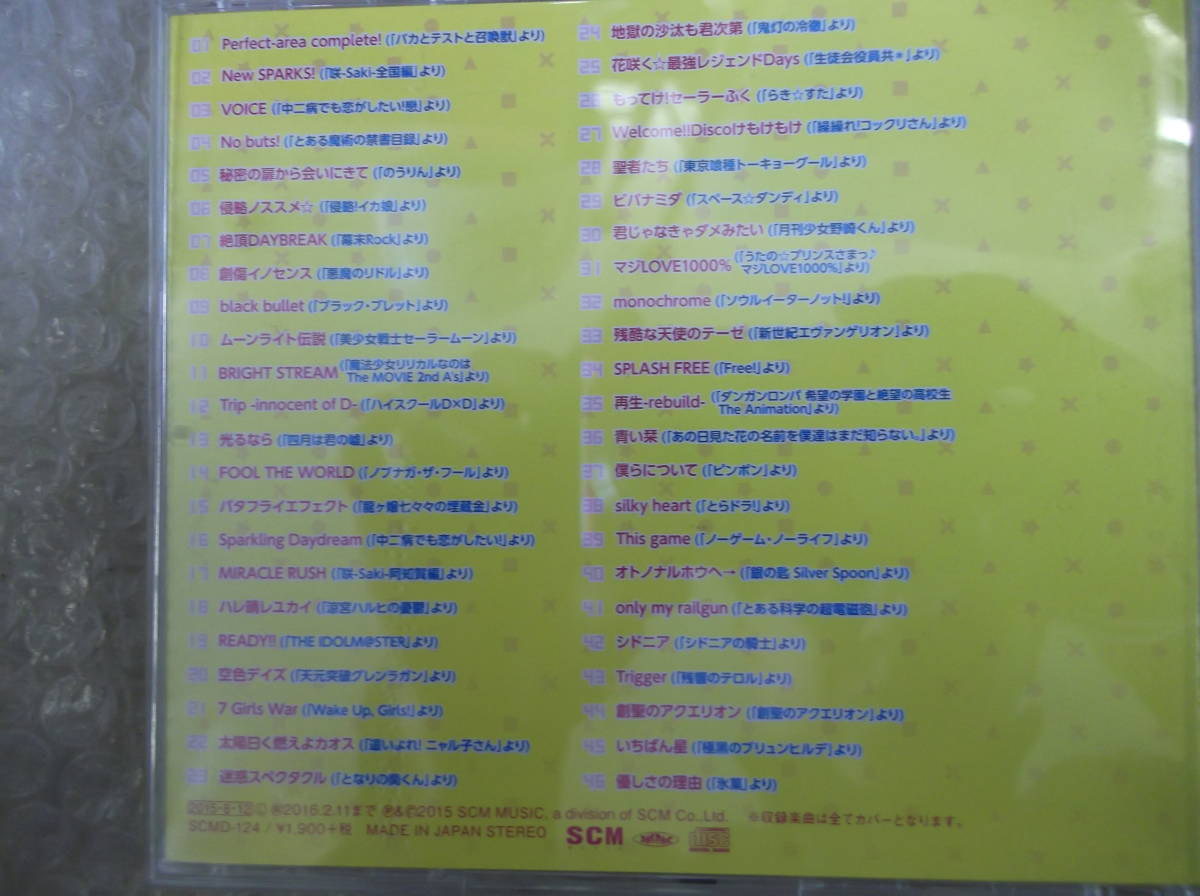 01 Perfect-area complete! (「バカとテストと召喚獣」より)
02 New SPARKS! (「咲-Saki-全国編」より)
03 VOICE (「中二病でも恋がしたい!戀」より)
04 No buts! (「とある魔術の禁書目録」より)
05 秘密の扉から会いにきて (「のうりん」より)
06 侵略ノススメ☆ (「侵略!イカ娘」より)
07 絶頂DAYBREAK (「幕末Rock」より)
08 創傷イノセンス (「悪魔のリドル」より)
09 black bullet (「ブラック・ブレット」より)
10 ムーンライト伝説 (「美少女戦士セーラームーン」より)
11 BRIGHT STREAM (「魔法少女リリカルなのは
The MOVIE 2nd A's」より)
12 Trip -innocent of D- (「ハイスクールD×D」より)
13 光るなら (「四月は君の嘘」より)
14 FOOL THE WORLD (「ノブナガ・ザ・フール」より)
15 バタフライエフェクト (「龍ヶ嬢七々々の埋蔵金」より)
16 Sparkling Daydream (「中二病でも恋がしたい!」より)
17 MIRACLE RUSH (「咲-Saki-阿知賀編」より)
18 ハレ晴レユカイ (「涼宮ハルヒの憂鬱」より)
19 READY!! (「THE IDOLM@STER」より)
20 空色デイズ (「天元突破グレンラガン」より)
21 7 Girls War (「Wake Up, Girls!」より)
22 太陽曰く燃えよカオス (「這いよれ! ニャル子さん」より)
23 迷惑スペクタクル (「となりの関くん」より)
24 地獄の沙汰も君次第 (「鬼灯の冷徹」より)
25 花咲く☆最強レジェンドDays (「生徒会役員共*」より)
26 もってけ!セーラーふく (「らき☆すた」より)
27 Welcome!!Discoけもけもけ (「繰繰れ!コックリさん」より)
28 聖者たち (「東京喰種トーキョーグール」より)
29 ビバナミダ (「スペース☆ダンディ」より)
30 君じゃなきゃダメみたい (「月刊少女野崎くん」より)
31 マジLOVE1000% (「うたの☆プリンスさまっ♪
マジLOVE1000%」より)
32 monochrome (「ソウルイーターノット!」より)
33 残酷な天使のテーゼ (「新世紀エヴァンゲリオン」より)
34 SPLASH FREE (「Free!」より)
35 再生-rebuild- (「ダンガンロンパ 希望の学園と絶望の高校生
The Animation」より)
36 青い栞 (「あの日見た花の名前を僕達はまだ知らない。」より)
37 僕らについて (「ピンポン」より)
38 silky heart (「とらドラ!」より)
39 This game (「ノーゲーム・ノーライフ」より)
40 オトノナルホウヘ→ (「銀の匙 Silver Spoon」より)
41 only my railgun (「とある科学の超電磁砲」より)
42 シドニア (「シドニアの騎士」より)
43 Trigger (「残響のテロル」より)
44 創聖のアクエリオン (「創聖のアクエリオン」より)
45 いちばん星 (「極黒のブリュンヒルデ」より)
46 優しさの理由 (「氷菓」より)
2015-8-12 Ⓒ Ⓡ2016.2.11まで Ⓟ&Ⓒ2015 SCM MUSIC, a division of SCM Co.,Ltd. ※収録楽曲は全てカバーとなります。
SCMD-124 / ¥1,900+税 MADE IN JAPAN STEREO SCM